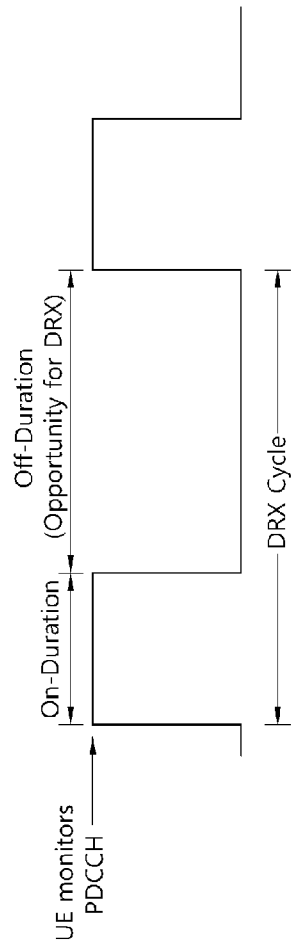 UE monitors
PDCCH
On-Duration
Off-Duration
(Opportunity for DRX)
DRX Cycle